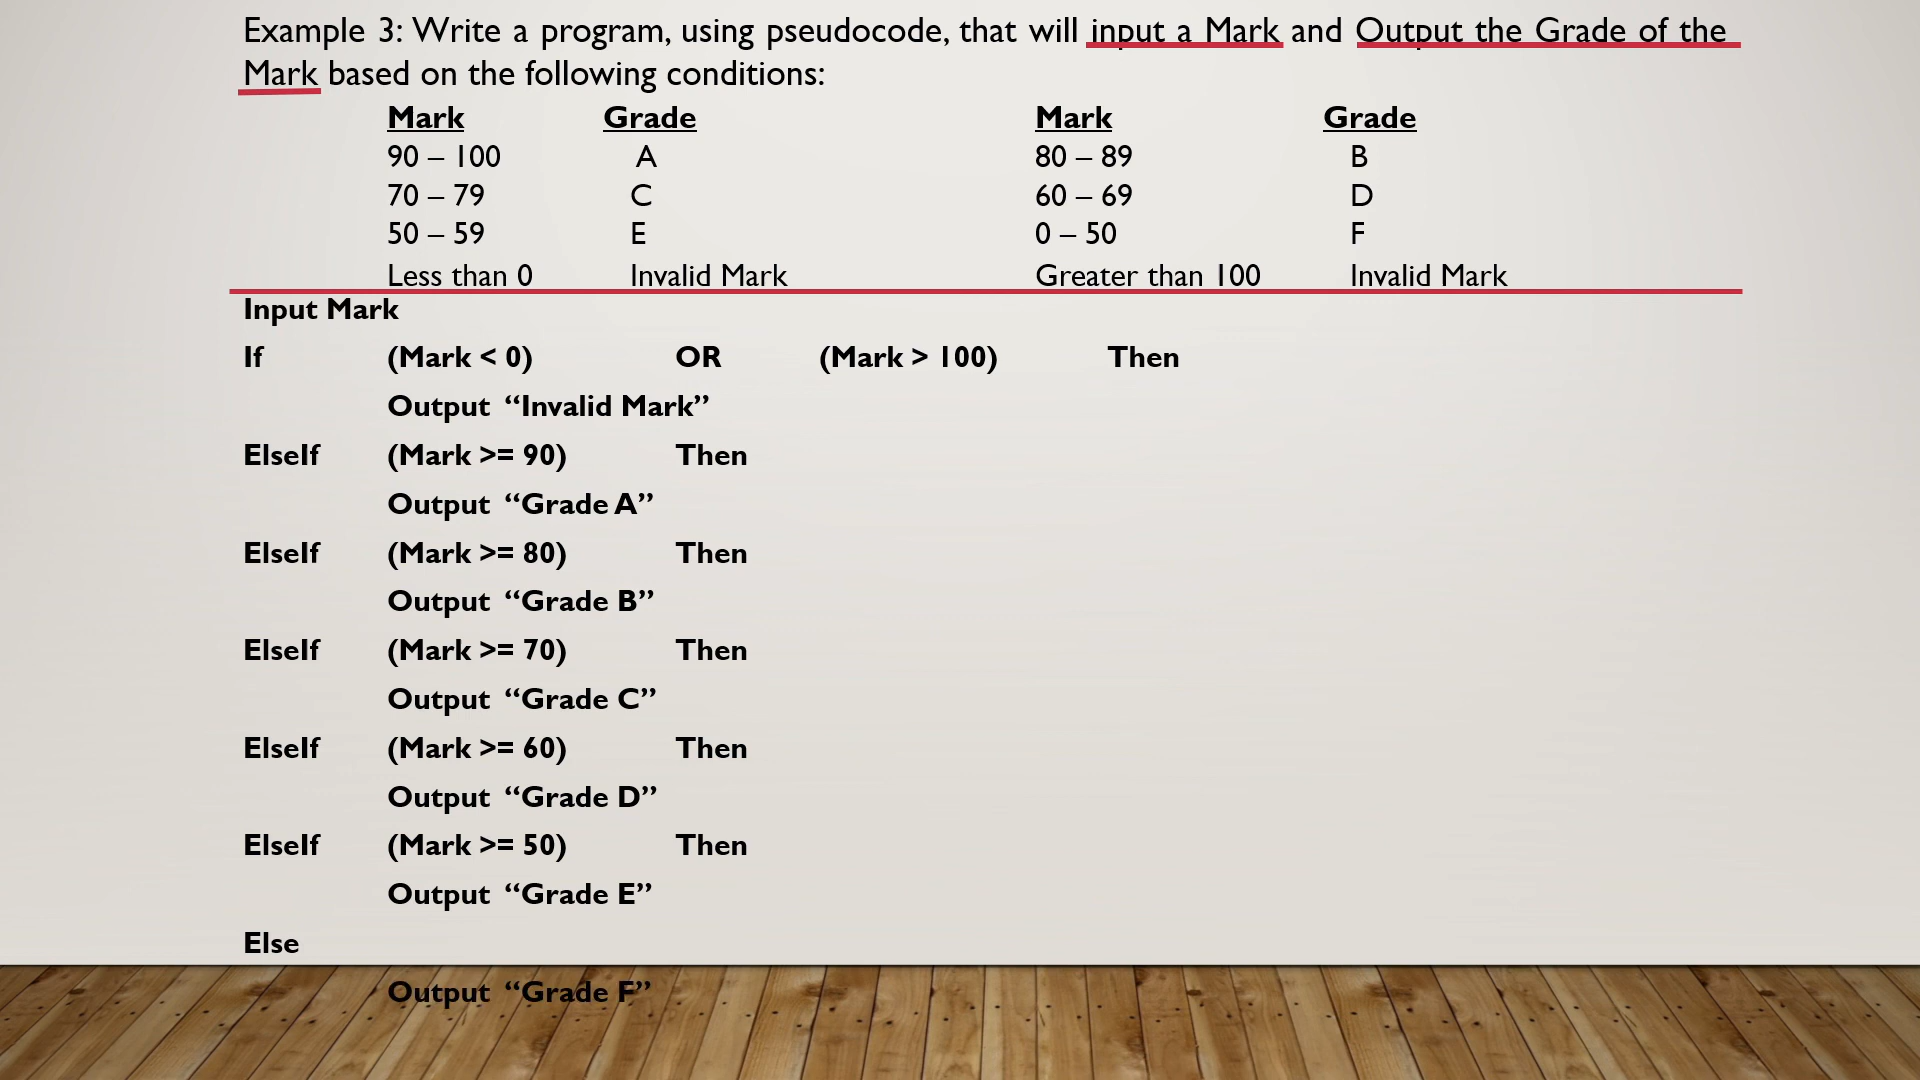 Example 3: Write a program, using pseudocode, that will input a Mark and Output the Grade of the
Mark based on the following conditions:
Mark Grade Mark Grade
90 – 100 A 80 – 89 B
70 – 79 C 60 – 69 D
50 – 59 E 0 – 50 F
Less than 0 Invalid Mark Greater than 100 Invalid Mark
Input Mark
If (Mark < 0) OR (Mark > 100) Then
Output “Invalid Mark”
ElseIf (Mark >= 90) Then
Output “Grade A”
ElseIf (Mark >= 80) Then
Output “Grade B”
ElseIf (Mark >= 70) Then
Output “Grade C”
ElseIf (Mark >= 60) Then
Output “Grade D”
ElseIf (Mark >= 50) Then
Output “Grade E”
Else
Output “Grade F”